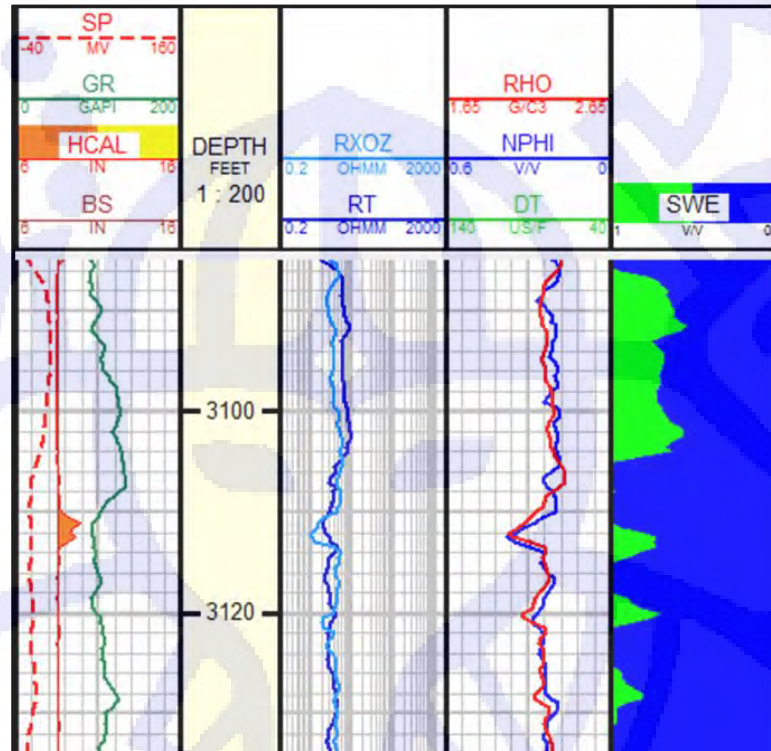 SP
-40 MV 160
GR
0 GAPI 200
HCAL
6 IN 16
BS
6 IN 16
DEPTH
FEET
1 : 200
RXOZ
0.2 OHMM 2000
RT
0.2 OHMM 2000
RHO
1.65 G/C3 2.65
NPHI
0.6 V/V 0
DT
140 US/F 40
SWE
1 V/V 0
3100
3120